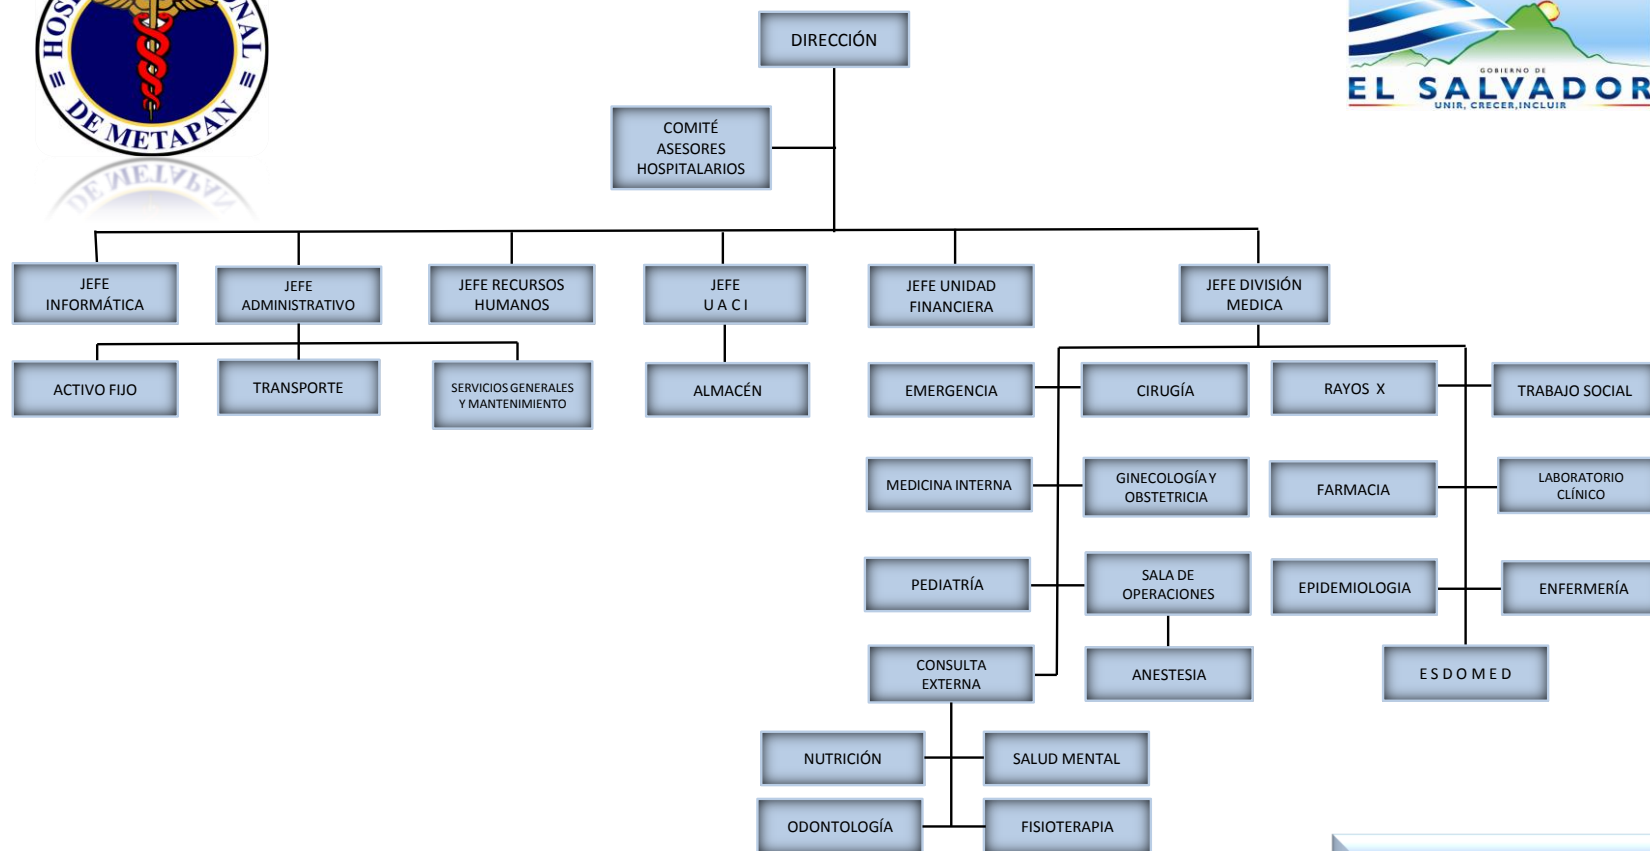 DE METAPAN
GOBIERNO DE
EL SALVADOR
UNIR, CRECER, INCLUIR
DIRECCIÓN
COMITÉ
ASESORES
HOSPITALARIOS
JEFE
INFORMÁTICA
JEFE
ADMINISTRATIVO
JEFE RECURSOS
HUMANOS
JEFE
U A C I
JEFE UNIDAD
FINANCIERA
JEFE DIVISIÓN
MEDICA
ACTIVO FIJO
TRANSPORTE
SERVICIOS GENERALES
Y MANTENIMIENTO
ALMACÉN
EMERGENCIA
CIRUGÍA
RAYOS X
TRABAJO SOCIAL
MEDICINA INTERNA
GINECOLOGÍA Y
OBSTETRICIA
FARMACIA
LABORATORIO
CLÍNICO
PEDIATRÍA
SALA DE
OPERACIONES
EPIDEMIOLOGIA
ENFERMERÍA
CONSULTA
EXTERNA
ANESTESIA
E S D O M E D
NUTRICIÓN
SALUD MENTAL
ODONTOLOGÍA
FISIOTERAPIA